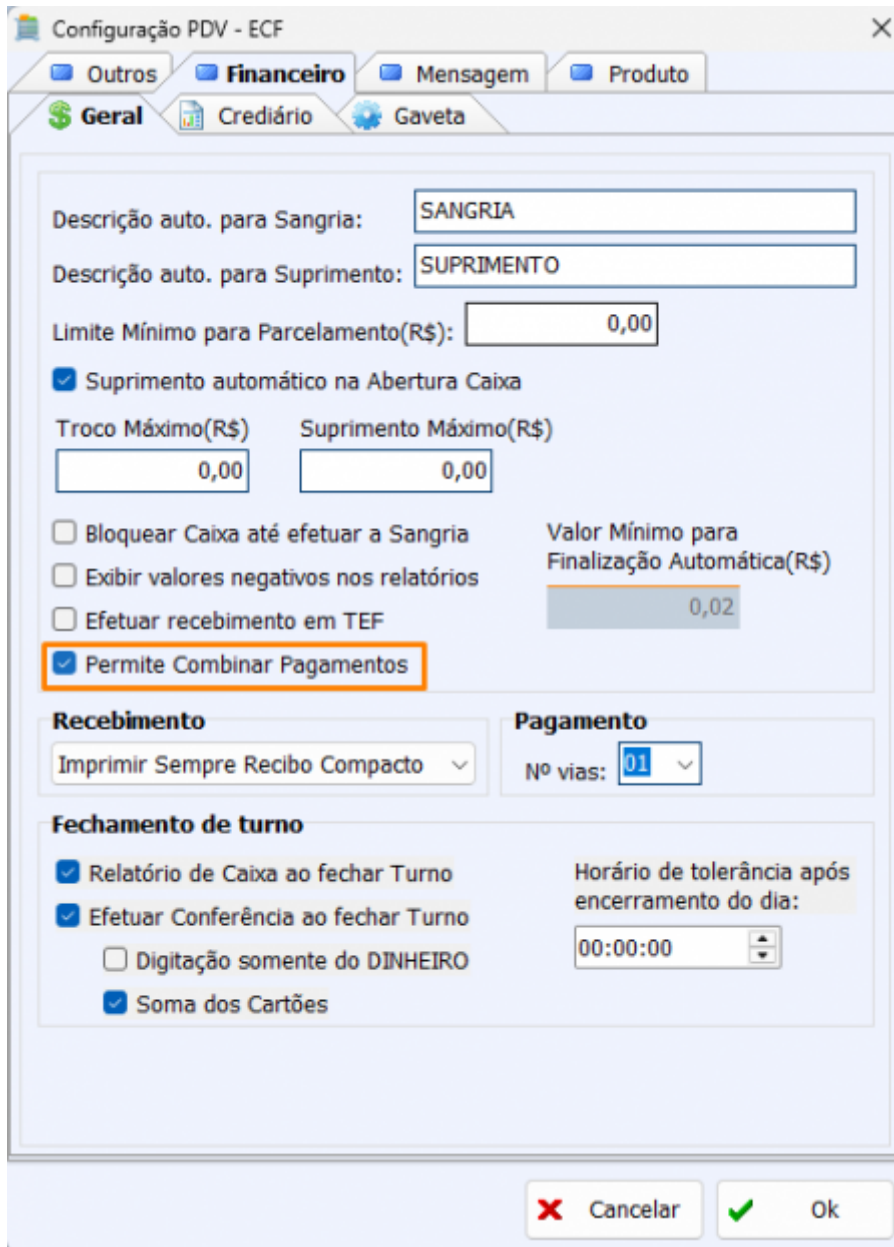 Configuração PDV - ECF
Outros Financeiro Mensagem Produto
Geral Crediário Gaveta
Descrição auto. para Sangria: SANGRIA
Descrição auto. para Suprimento: SUPRIMENTO
Limite Mínimo para Parcelamento(R$): 0,00
Suprimento automático na Abertura Caixa
Troco Máximo(R$) Suprimento Máximo(R$)
0,00 0,00
Bloquear Caixa até efetuar a Sangria
Exibir valores negativos nos relatórios
Efetuar recebimento em TEF
Permite Combinar Pagamentos
Valor Mínimo para
Finalização Automática(R$)
0,02
Recebimento
Imprimir Sempre Recibo Compacto
Pagamento
Nº vias: 01
Fechamento de turno
Relatório de Caixa ao fechar Turno
Efetuar Conferência ao fechar Turno
Digitação somente do DINHEIRO
Soma dos Cartões
Horário de tolerância após
encerramento do dia:
00:00:00
Cancelar Ok